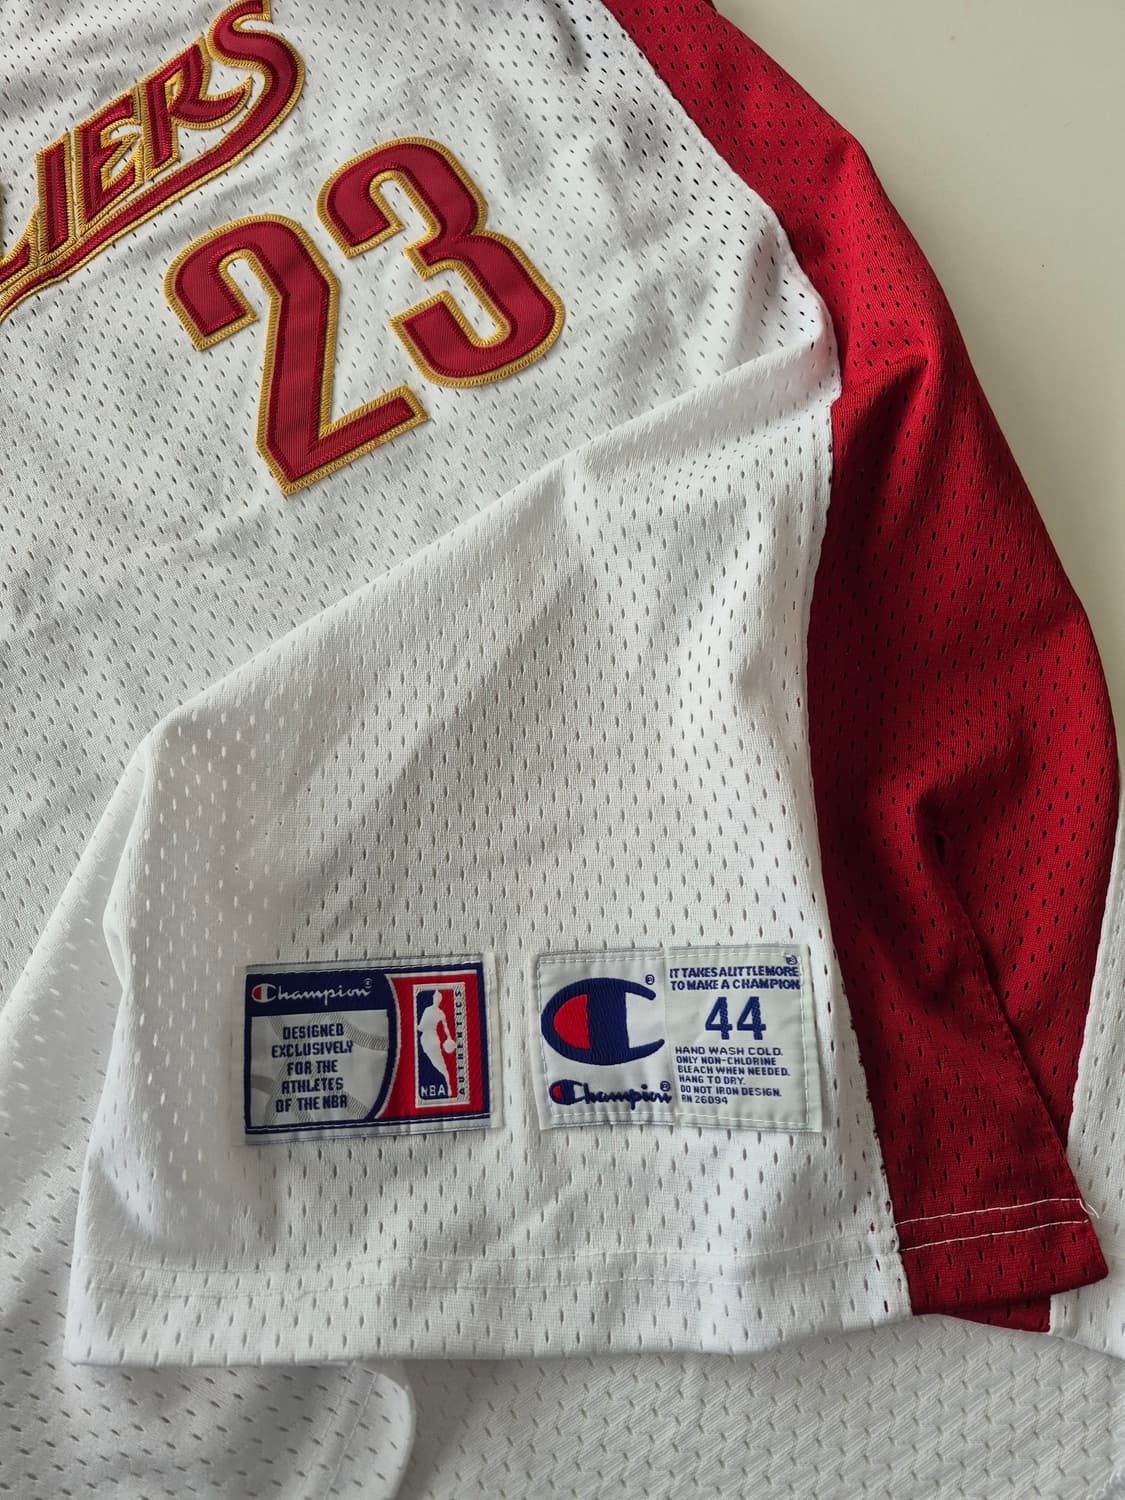 LIERS
23
Champion®
DESIGNED
EXCLUSIVELY
FOR THE
ATHLETES
OF THE NBA
NBA
AUTHENTICS
Champion®
IT TAKES A LITTLE MORE®
TO MAKE A CHAMPION
44
HAND WASH COLD.
ONLY NON-CHLORINE
BLEACH WHEN NEEDED.
HANG TO DRY.
DO NOT IRON DESIGN.
RN 26094